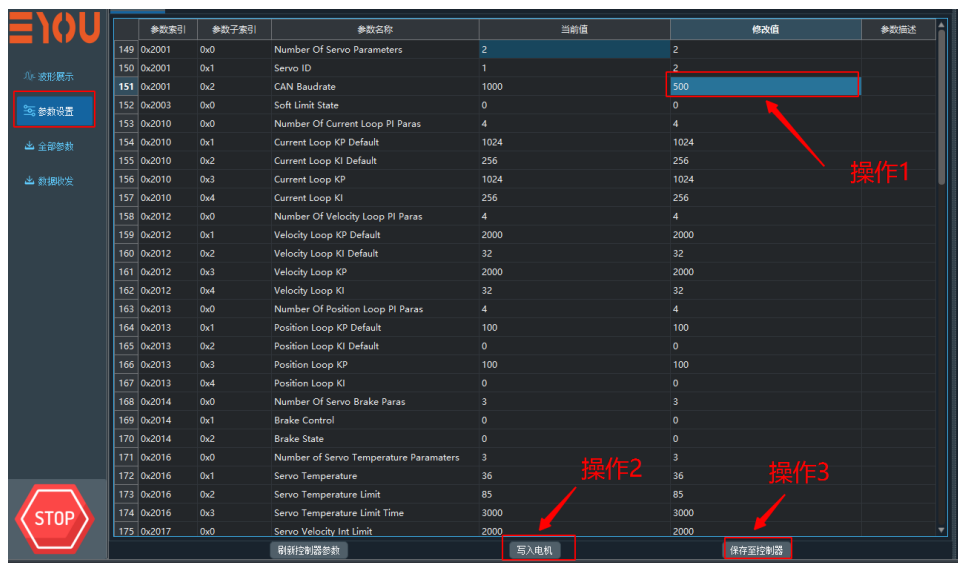 EYOU
波形展示
参数设置
全部参数
数据收发
STOP
参数索引 参数子索引 参数名称 当前值 修改值 参数描述
149 0x2001 0x0 Number Of Servo Parameters 2 2
150 0x2001 0x1 Servo ID 1 2
151 0x2001 0x2 CAN Baudrate 1000 500
152 0x2003 0x0 Soft Limit State 0 0
153 0x2010 0x0 Number Of Current Loop PI Paras 4 4
154 0x2010 0x1 Current Loop KP Default 1024 1024
155 0x2010 0x2 Current Loop KI Default 256 256
156 0x2010 0x3 Current Loop KP 1024 1024
157 0x2010 0x4 Current Loop KI 256 256
158 0x2012 0x0 Number Of Velocity Loop PI Paras 4 4
159 0x2012 0x1 Velocity Loop KP Default 2000 2000
160 0x2012 0x2 Velocity Loop KI Default 32 32
161 0x2012 0x3 Velocity Loop KP 2000 2000
162 0x2012 0x4 Velocity Loop KI 32 32
163 0x2013 0x0 Number Of Position Loop PI Paras 4 4
164 0x2013 0x1 Position Loop KP Default 100 100
165 0x2013 0x2 Position Loop KI Default 0 0
166 0x2013 0x3 Position Loop KP 100 100
167 0x2013 0x4 Position Loop KI 0 0
168 0x2014 0x0 Number Of Servo Brake Paras 3 3
169 0x2014 0x1 Brake Control 0 0
170 0x2014 0x2 Brake State 0 0
171 0x2016 0x0 Number of Servo Temperature Paramaters 3 3
172 0x2016 0x1 Servo Temperature 36 36
173 0x2016 0x2 Servo Temperature Limit 85 85
174 0x2016 0x3 Servo Temperature Limit Time 3000 3000
175 0x2017 0x0 Servo Velocity Int Limit 2000 2000
操作1
操作2
操作3
刷新控制器参数 写入电机 保存至控制器